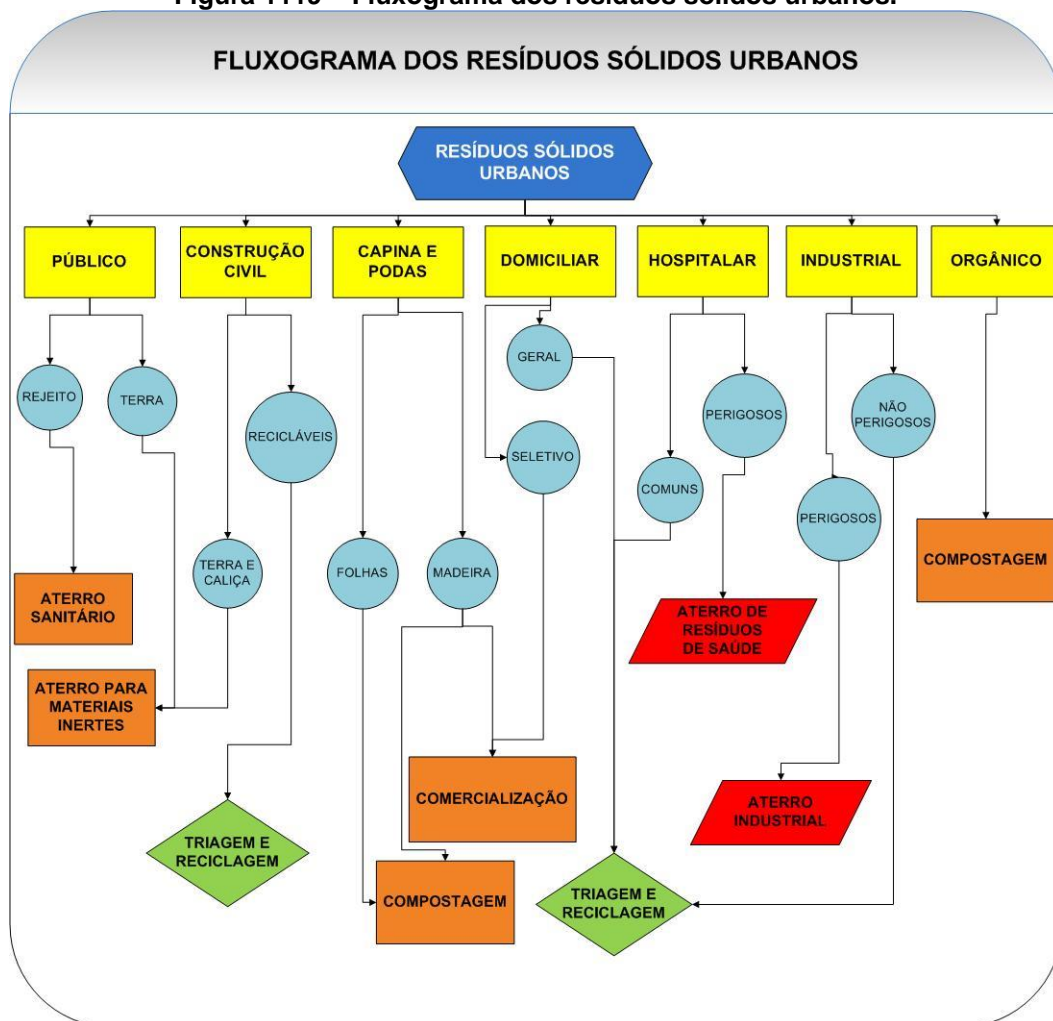 FLUXOGRAMA DOS RESÍDUOS SÓLIDOS URBANOS
RESÍDUOS SÓLIDOS
URBANOS
PÚBLICO
CONSTRUÇÃO
CIVIL
CAPINA E
PODAS
DOMICILIAR
HOSPITALAR
INDUSTRIAL
ORGÂNICO
REJEITO
TERRA
RECICLÁVEIS
GERAL
SELETIVO
PERIGOSOS
COMUNS
NÃO
PERIGOSOS
PERIGOSOS
TERRA E
CALIÇA
FOLHAS
MADEIRA
COMPOSTAGEM
ATERRO
SANITÁRIO
ATERRO DE
RESÍDUOS
DE SAÚDE
ATERRO PARA
MATERIAIS
INERTES
COMERCIALIZAÇÃO
ATERRO
INDUSTRIAL
TRIAGEM E
RECICLAGEM
COMPOSTAGEM
TRIAGEM E
RECICLAGEM